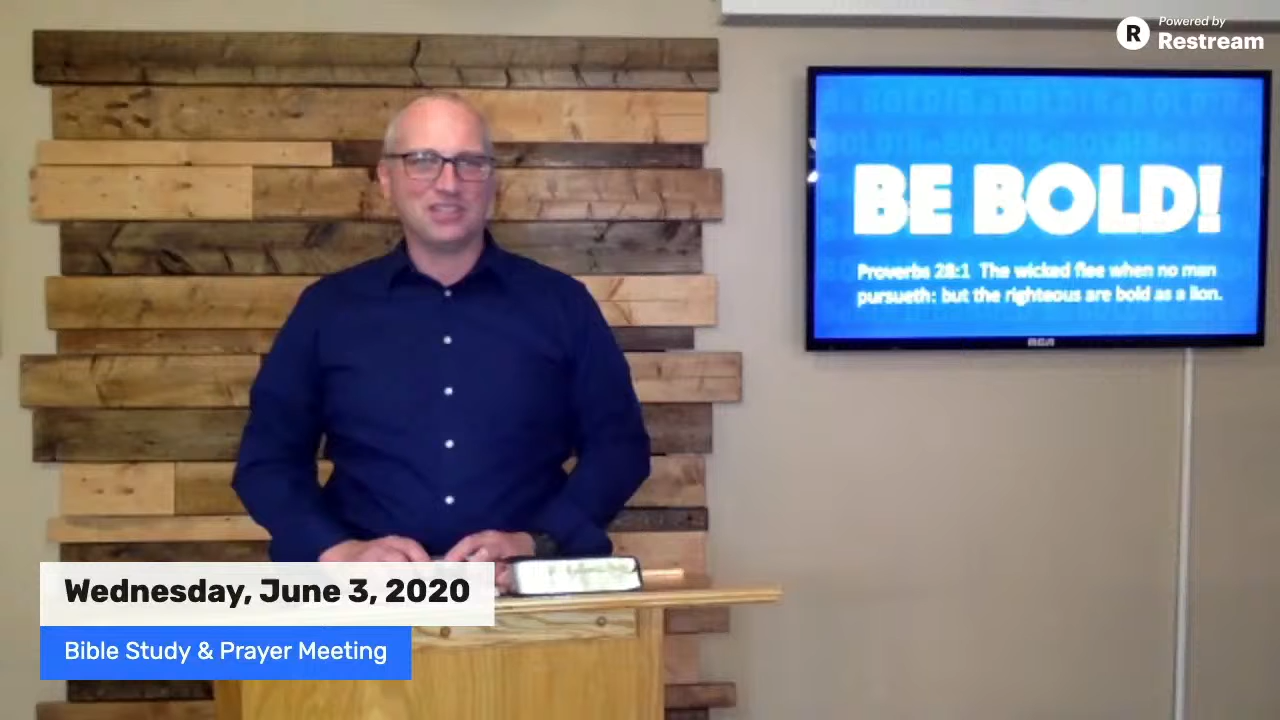 Powered by
R Restream
BE BOLD!
Proverbs 28:1 The wicked flee when no man
pursueth: but the righteous are bold as a lion.
RCA
Wednesday, June 3, 2020
Bible Study & Prayer Meeting